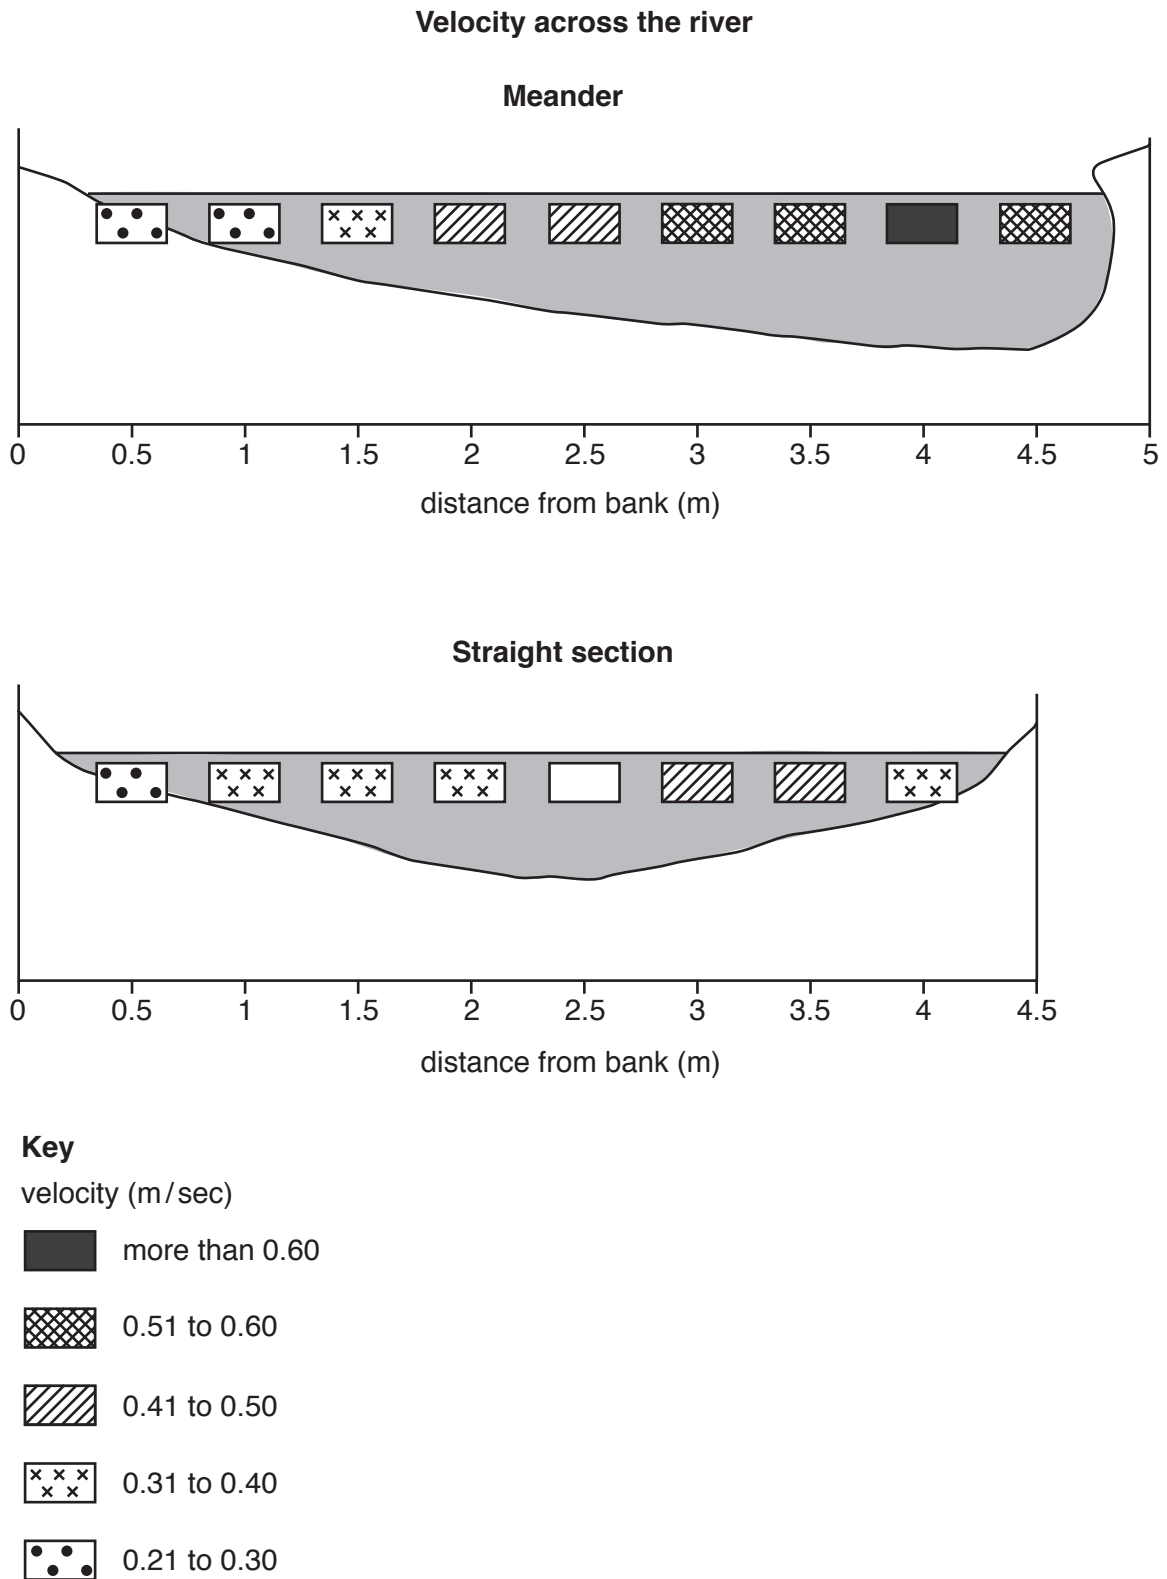 Velocity across the river
Meander
0 0.5 1 1.5 2 2.5 3 3.5 4 4.5 5
distance from bank (m)
Straight section
0 0.5 1 1.5 2 2.5 3 3.5 4 4.5
distance from bank (m)
Key
velocity (m / sec)
more than 0.60
0.51 to 0.60
0.41 to 0.50
0.31 to 0.40
0.21 to 0.30